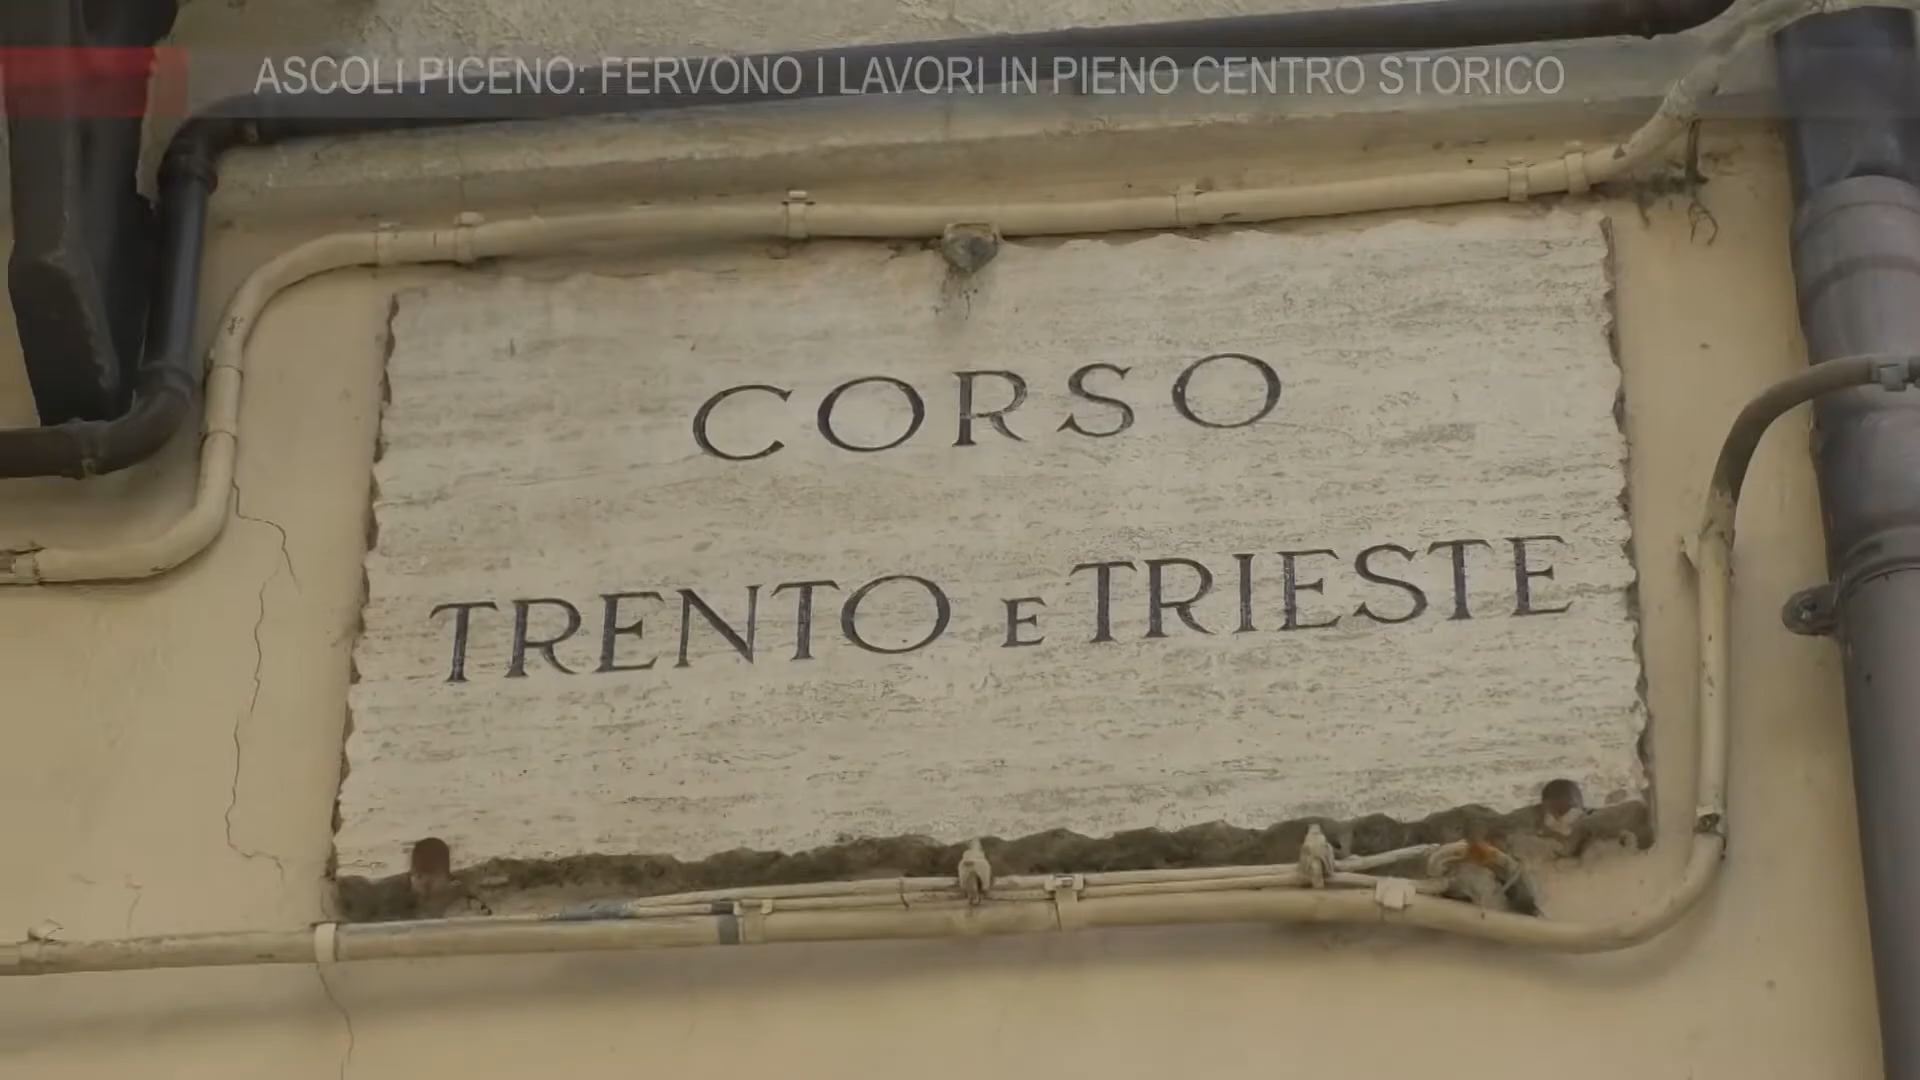 ASCOLI PICENO: FERVONO I LAVORI IN PIENO CENTRO STORICO
CORSO
TRENTO E TRIESTE